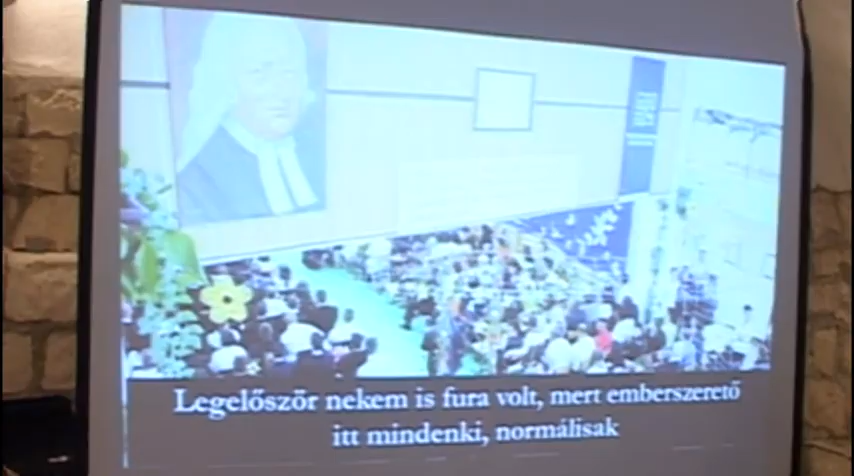 Legelőször nekem is fura volt, mert emberszerető
itt mindenki, normálisak